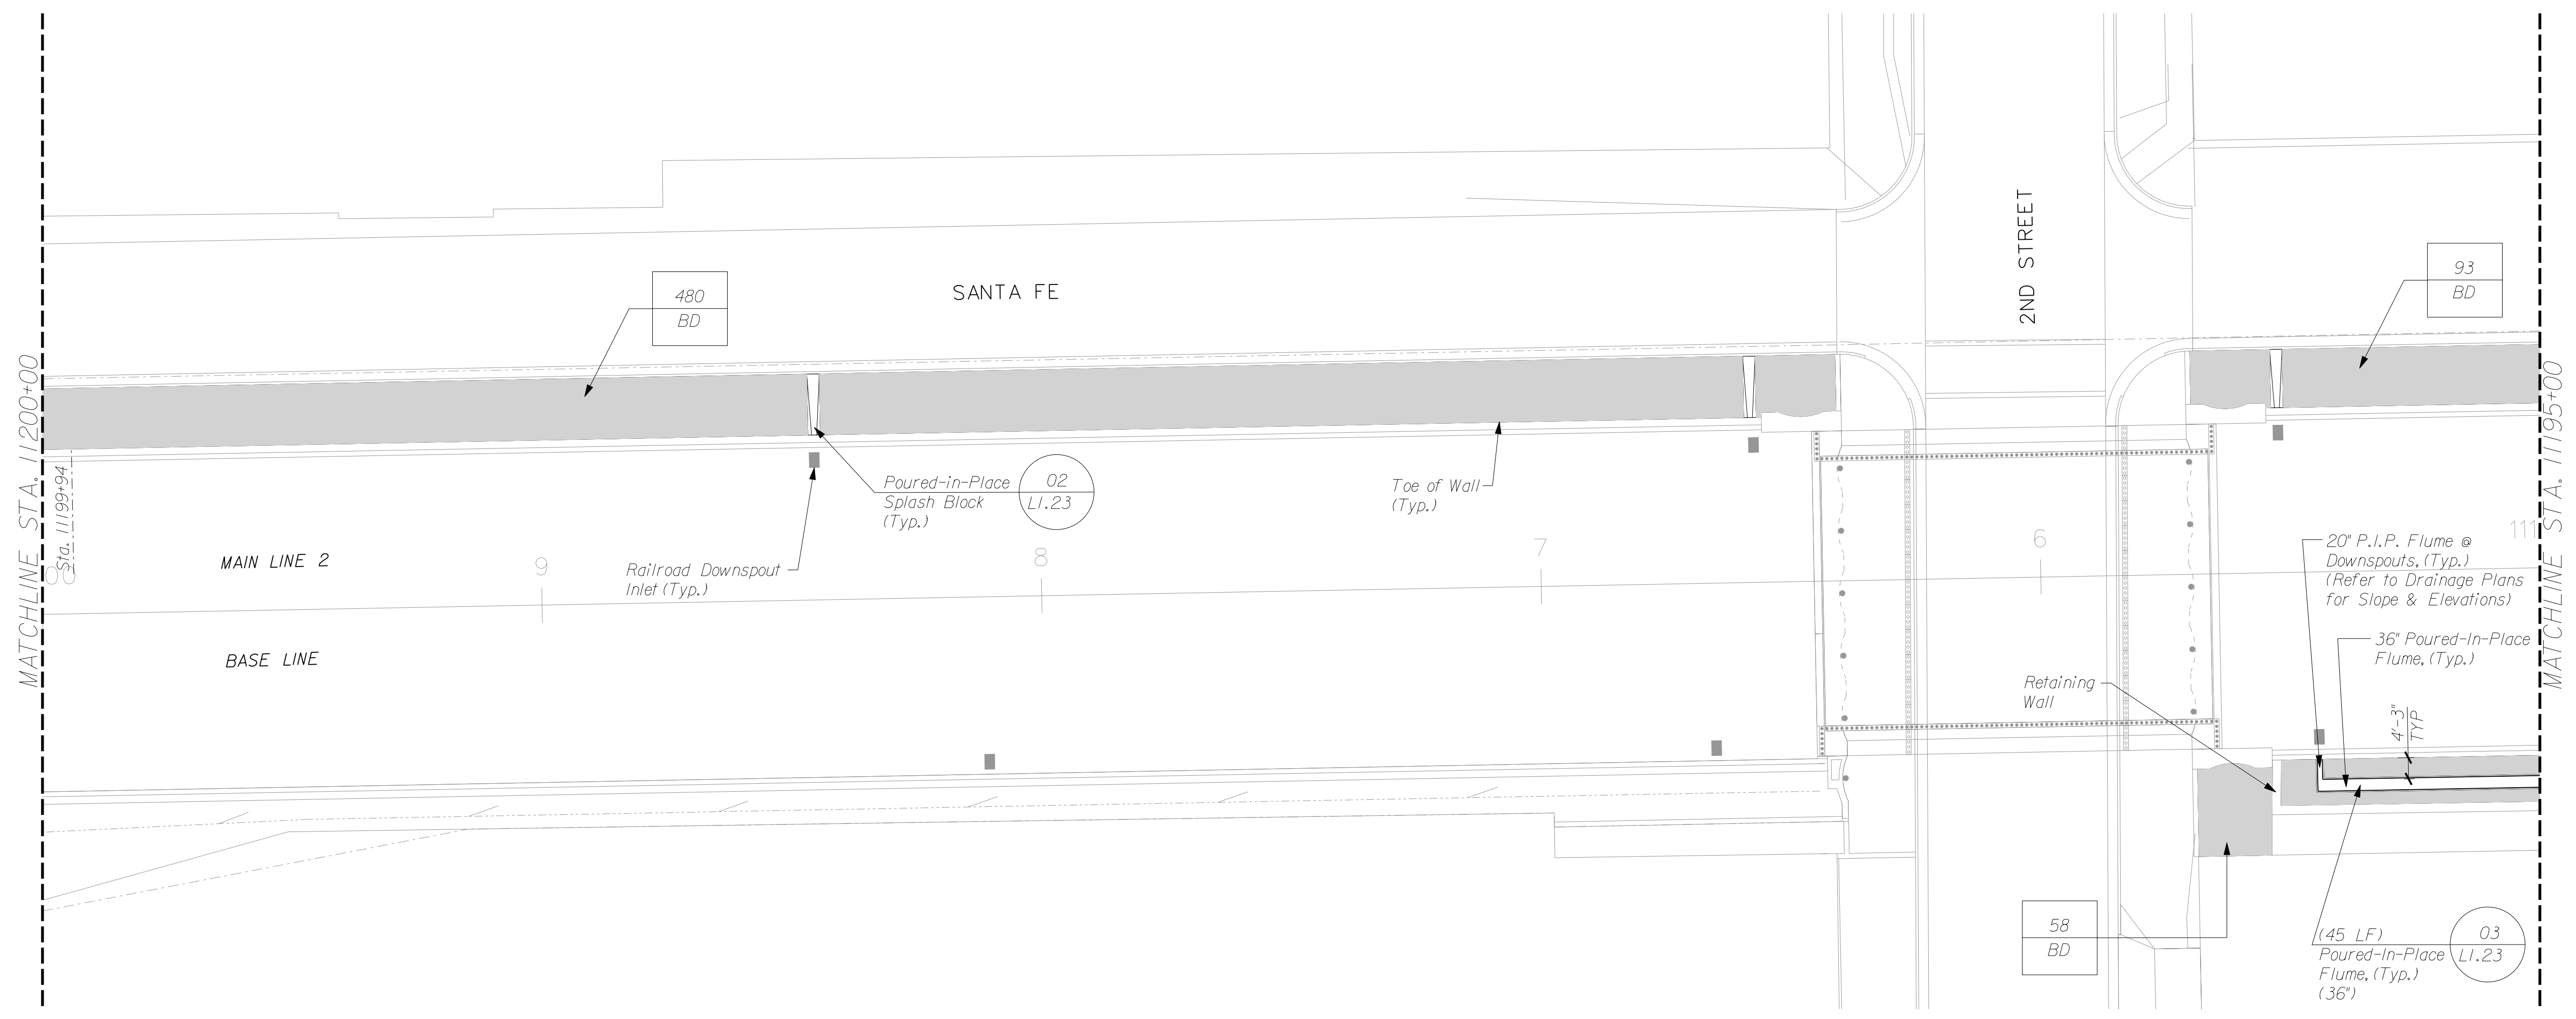 2ND STREET
SANTA FE
480
BD
93
BD
MATCHLINE STA. 11200+00
MATCHLINE STA. 11195+00
Sta. 11199+94
00
9
8
7
6
111
MAIN LINE 2
BASE LINE
Poured-in-Place
Splash Block
(Typ.)
02
L1.23
Railroad Downspout
Inlet (Typ.)
Toe of Wall
(Typ.)
20" P.I.P. Flume @
Downspouts, (Typ.)
(Refer to Drainage Plans
for Slope & Elevations)
36" Poured-In-Place
Flume, (Typ.)
Retaining
Wall
4'-3"
TYP
58
BD
(45 LF)
Poured-In-Place
Flume, (Typ.)
(36")
03
L1.23